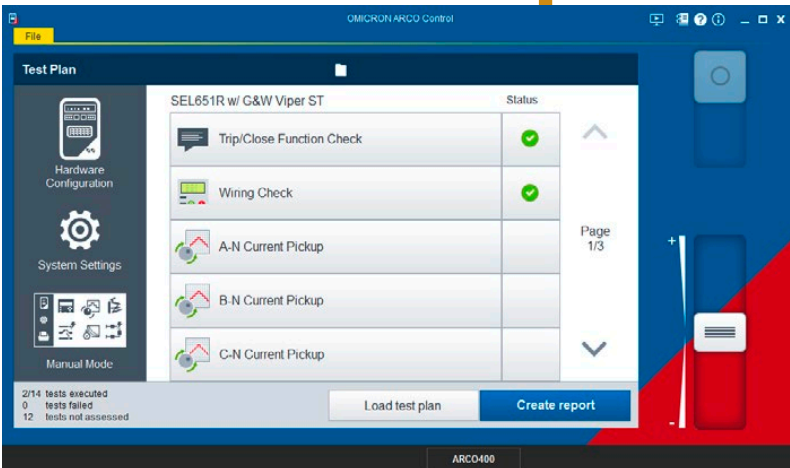 OMICRON ARCO Control
File
Test Plan
SEL651R w/ G&W Viper ST
Status
Trip/Close Function Check
Wiring Check
A-N Current Pickup
B-N Current Pickup
C-N Current Pickup
Hardware
Configuration
System Settings
Manual Mode
Page
1/3
+
-
2/14 tests executed
0 tests failed
12 tests not assessed
Load test plan
Create report
ARCO400